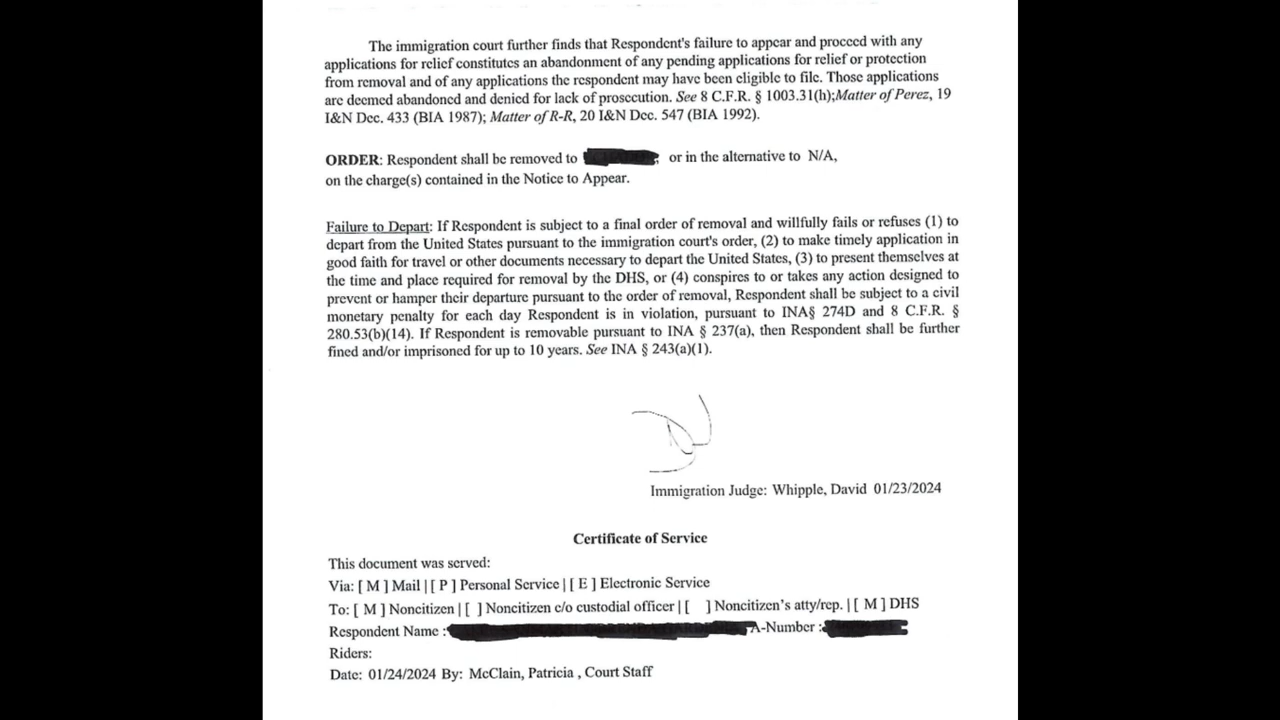 The immigration court further finds that Respondent's failure to appear and proceed with any
applications for relief constitutes an abandonment of any pending applications for relief or protection
from removal and of any applications the respondent may have been eligible to file. Those applications
are deemed abandoned and denied for lack of prosecution. See 8 C.F.R. § 1003.31(h);Matter of Perez, 19
I&N Dec. 433 (BIA 1987); Matter of R-R, 20 I&N Dec. 547 (BIA 1992).
ORDER: Respondent shall be removed to or in the alternative to N/A,
on the charge(s) contained in the Notice to Appear.
Failure to Depart: If Respondent is subject to a final order of removal and willfully fails or refuses (1) to
depart from the United States pursuant to the immigration court's order, (2) to make timely application in
good faith for travel or other documents necessary to depart the United States, (3) to present themselves at
the time and place required for removal by the DHS, or (4) conspires to or takes any action designed to
prevent or hamper their departure pursuant to the order of removal, Respondent shall be subject to a civil
monetary penalty for each day Respondent is in violation, pursuant to INA§ 274D and 8 C.F.R. §
280.53(b)(14). If Respondent is removable pursuant to INA § 237(a), then Respondent shall be further
fined and/or imprisoned for up to 10 years. See INA § 243(a)(1).
Immigration Judge: Whipple, David 01/23/2024
Certificate of Service
This document was served:
Via: [ M ] Mail | [ P ] Personal Service | [ E ] Electronic Service
To: [ M ] Noncitizen | [ ] Noncitizen c/o custodial officer | [ ] Noncitizen's atty/rep. | [ M ] DHS
Respondent Name : A-Number :
Riders:
Date: 01/24/2024 By: McClain, Patricia , Court Staff